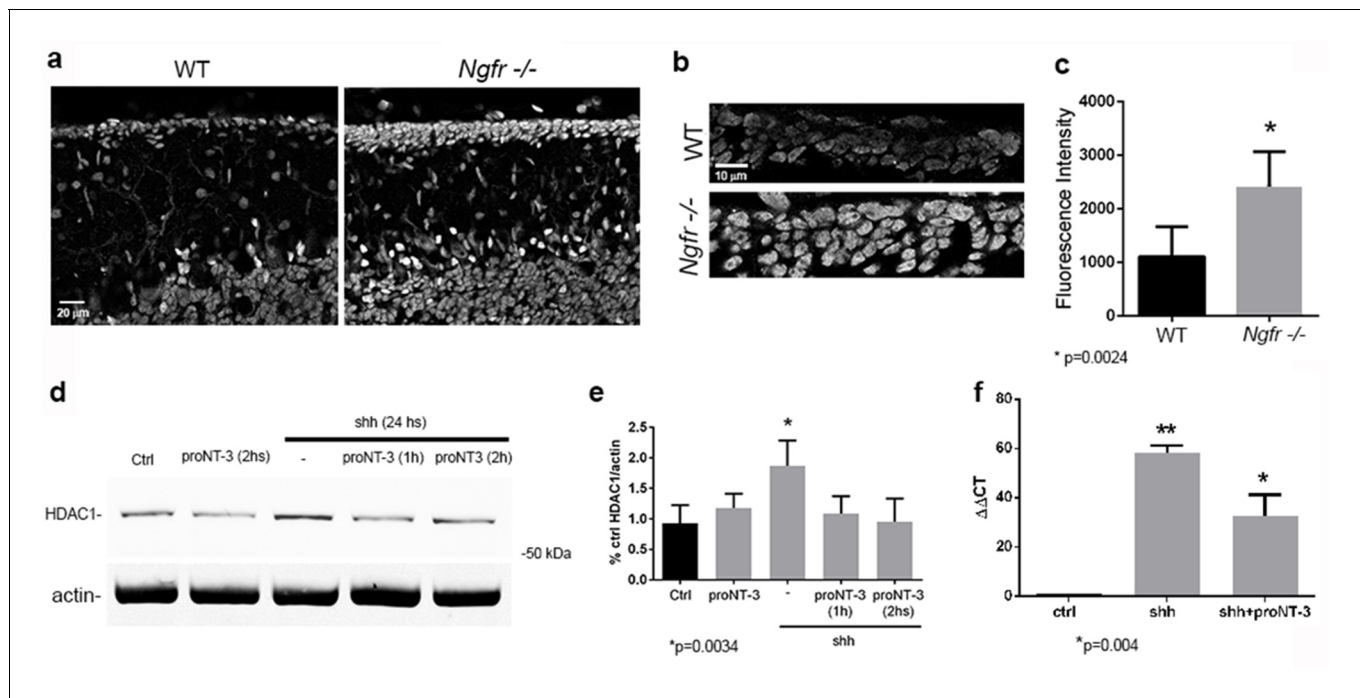 a
WT
Ngfr -/-
20 μm
b
WT
10 μm
Ngfr -/-
c
Fluorescence Intensity
4000
3000
2000
1000
0
*
WT
Ngfr -/-
* p=0.0024
d
shh (24 hs)
Ctrl proNT-3 (2hs) - proNT-3 (1h) proNT3 (2h)
HDAC1-
-50 kDa
actin-
e
% ctrl HDAC1/actin
2.5
2.0
1.5
1.0
0.5
0.0
*
Ctrl proNT-3 - proNT-3 (1h) proNT-3 (2hs)
shh
*p=0.0034
f
ΔΔCT
80
60
40
20
0
**
*
ctrl shh shh+proNT-3
*p=0.004